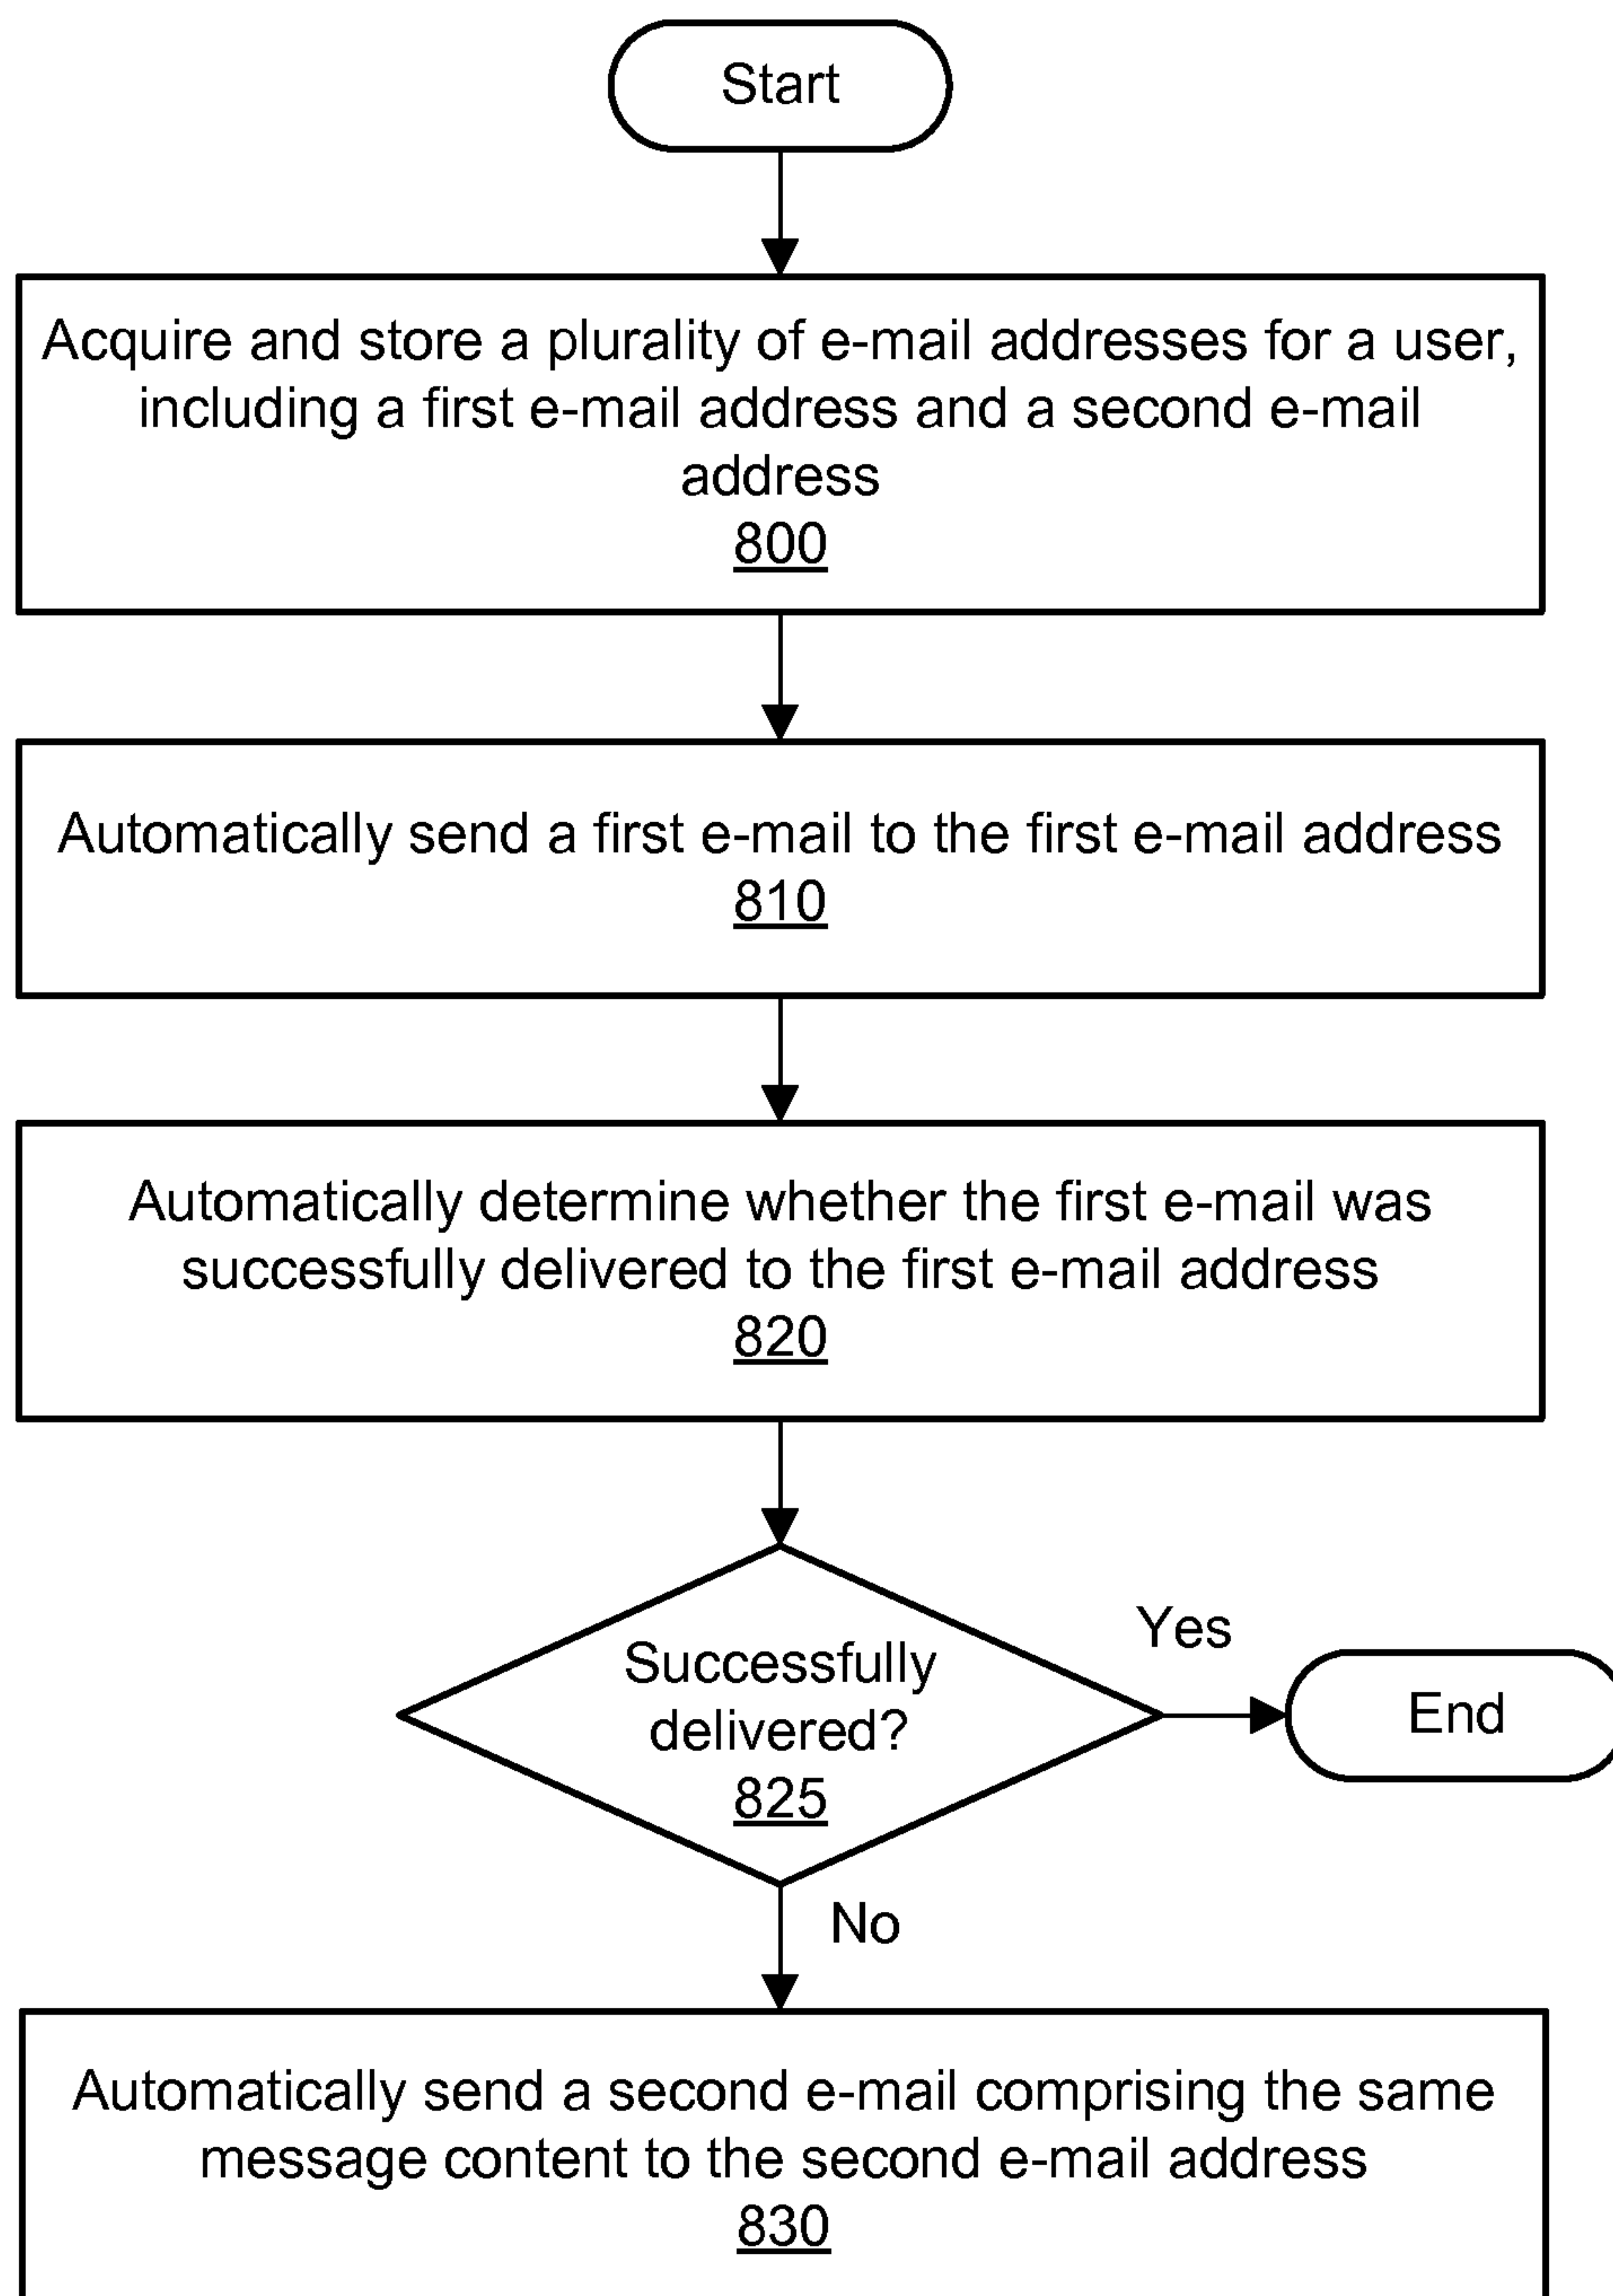 Start
Acquire and store a plurality of e-mail addresses for a user,
including a first e-mail address and a second e-mail
address
800
Automatically send a first e-mail to the first e-mail address
810
Automatically determine whether the first e-mail was
successfully delivered to the first e-mail address
820
Successfully
delivered?
825
Yes
End
No
Automatically send a second e-mail comprising the same
message content to the second e-mail address
830